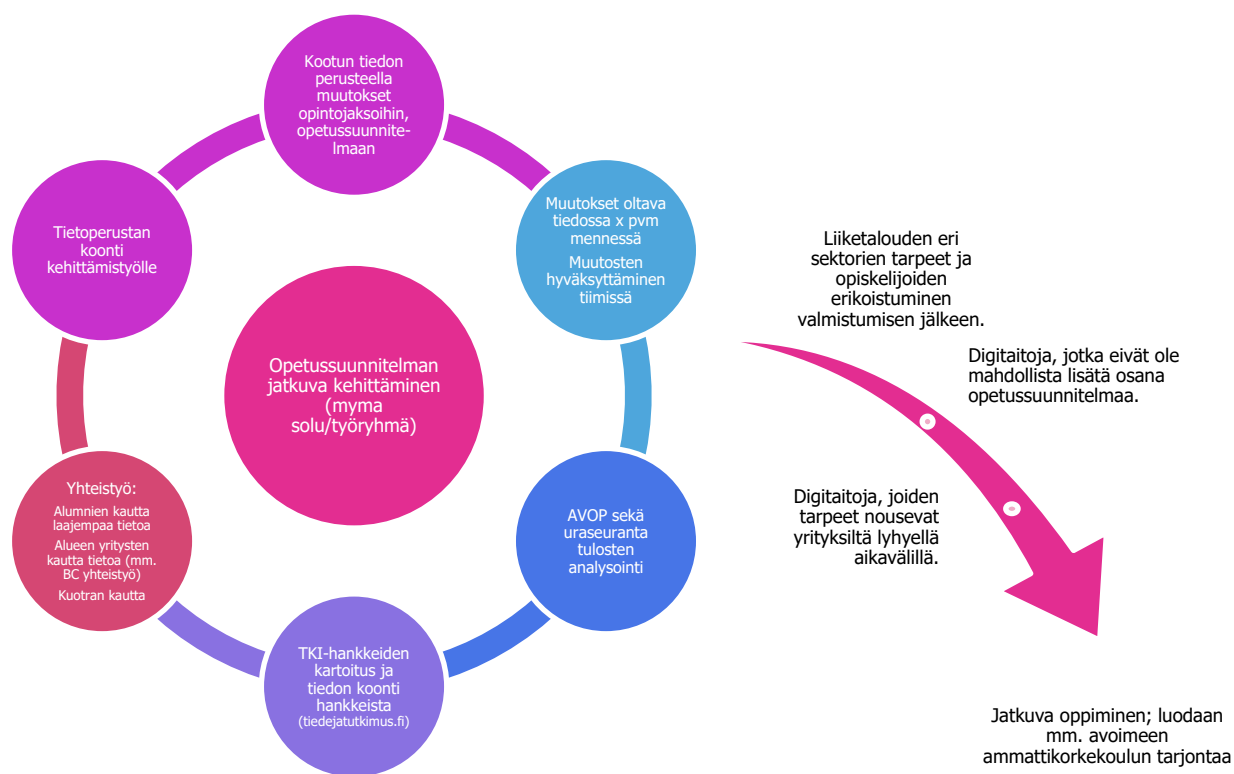 Kootun tiedon
perusteella
muutokset
opintojaksoihin,
opetussuunnite-
lmaan
Muutokset oltava
tiedossa x pvm
mennessä
Muutosten
hyväksyttäminen
tiimissä
AVOP sekä
uraseuranta
tulosten
analysointi
TKI-hankkeiden
kartoitus ja
tiedon koonti
hankkeista
(tiedejatutkimus.fi)
Yhteistyö:
Alumnien kautta
laajempaa tietoa
Alueen yritysten
kautta tietoa (mm.
BC yhteistyö)
Kuotran kautta
Tietoperustan
koonti
kehittämistyölle
Opetussuunnitelman
jatkuva kehittäminen
(myma
solu/työryhmä)
Liiketalouden eri
sektorien tarpeet ja
opiskelijoiden
erikoistuminen
valmistumisen jälkeen.
Digitaitoja, jotka eivät ole
mahdollista lisätä osana
opetussuunnitelmaa.
Digitaitoja, joiden
tarpeet nousevat
yrityksiltä lyhyellä
aikavälillä.
Jatkuva oppiminen; luodaan
mm. avoimeen
ammattikorkekoulun tarjontaa